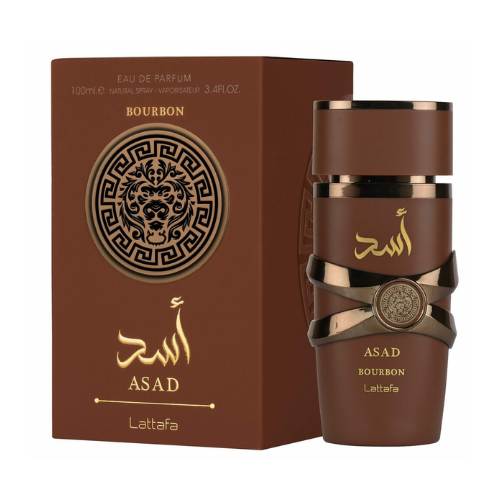 EAU DE PARFUM
100ml.℮ NATURAL SPRAY · VAPORISATEUR 3.4FL.OZ.
BOURBON
أسد
ASAD
Lattafa
أسد
ASAD
BOURBON
Lattafa